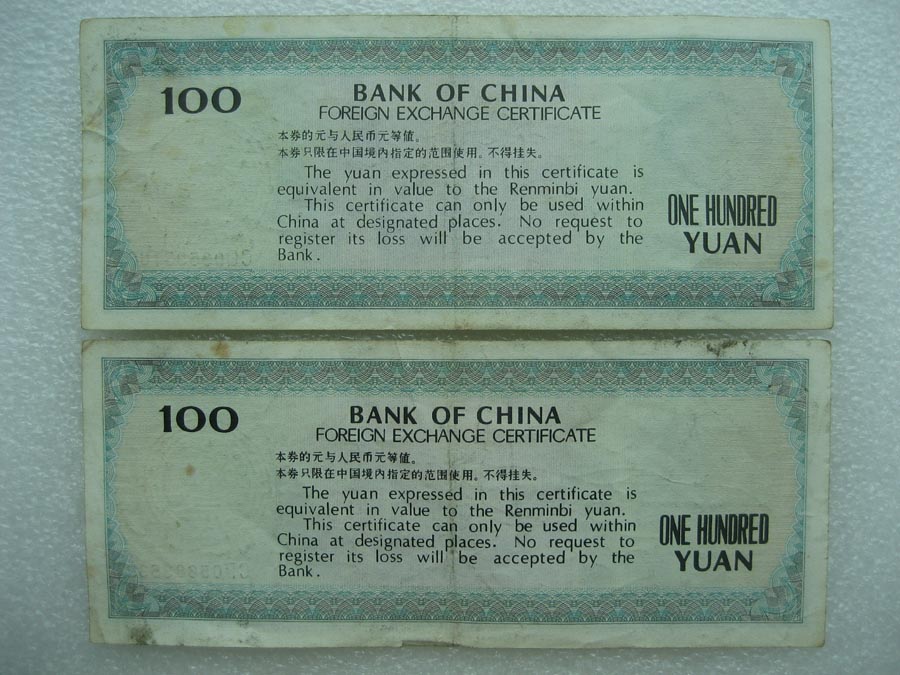 100
BANK OF CHINA
FOREIGN EXCHANGE CERTIFICATE
本券的元与人民币元等值。
本券只限在中国境内指定的范围使用。不得挂失。
The yuan expressed in this certificate is
equivalent in value to the Renminbi yuan.
This certificate can only be used within
China at designated places. No request to
register its loss will be accepted by the
Bank.
ONE HUNDRED
YUAN
100
BANK OF CHINA
FOREIGN EXCHANGE CERTIFICATE
本券的元与人民币元等值。
本券只限在中国境内指定的范围使用。不得挂失。
The yuan expressed in this certificate is
equivalent in value to the Renminbi yuan.
This certificate can only be used within
China at designated places. No request to
register its loss will be accepted by the
Bank.
ONE HUNDRED
YUAN